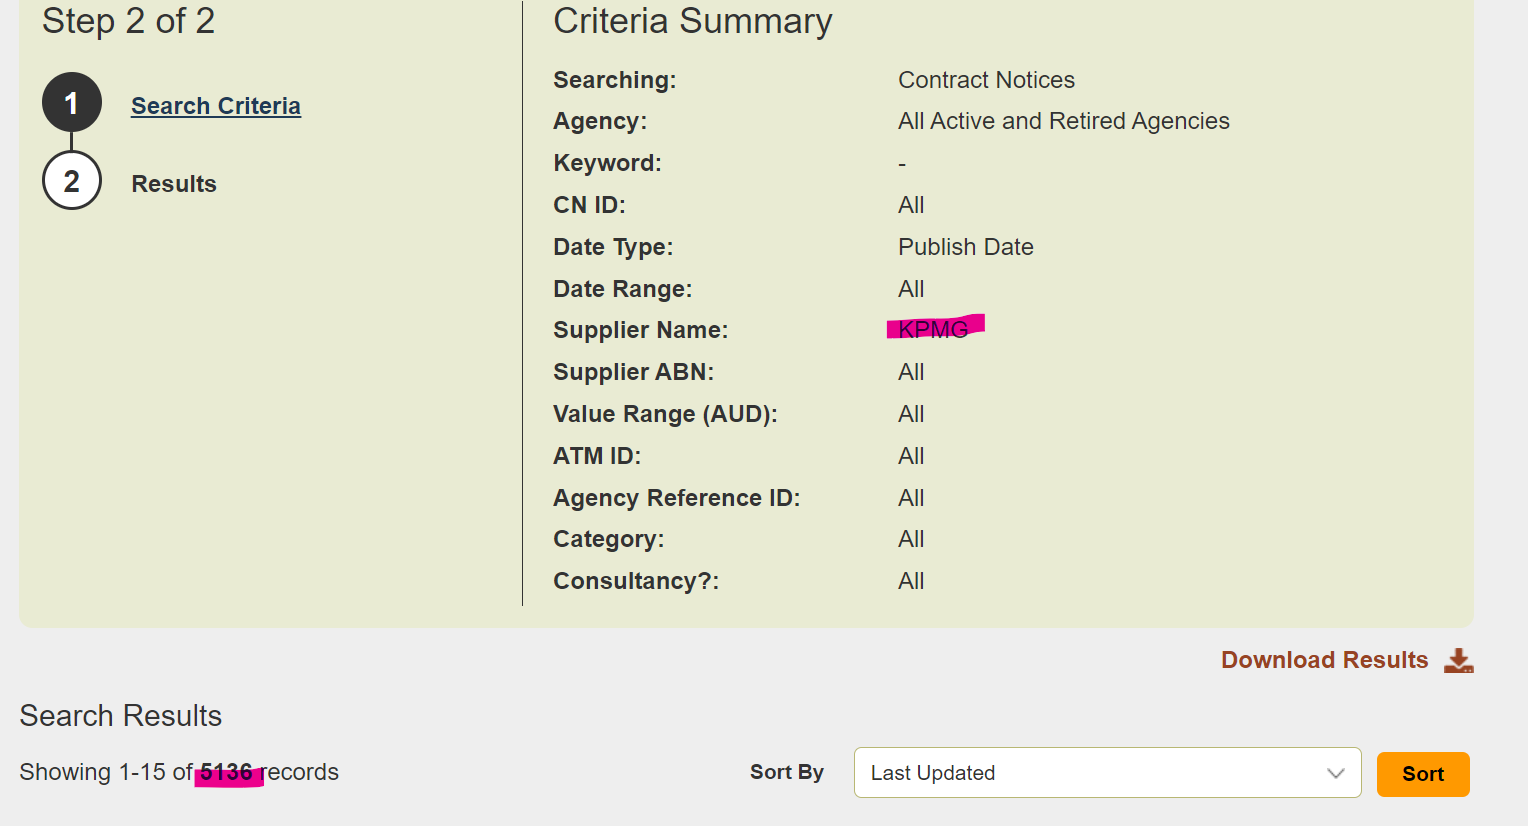 Step 2 of 2
1 Search Criteria
2 Results
Criteria Summary
Searching: Contract Notices
Agency: All Active and Retired Agencies
Keyword: -
CN ID: All
Date Type: Publish Date
Date Range: All
Supplier Name: KPMG
Supplier ABN: All
Value Range (AUD): All
ATM ID: All
Agency Reference ID: All
Category: All
Consultancy?: All
Download Results
Search Results
Showing 1-15 of 5136 records
Sort By Last Updated Sort